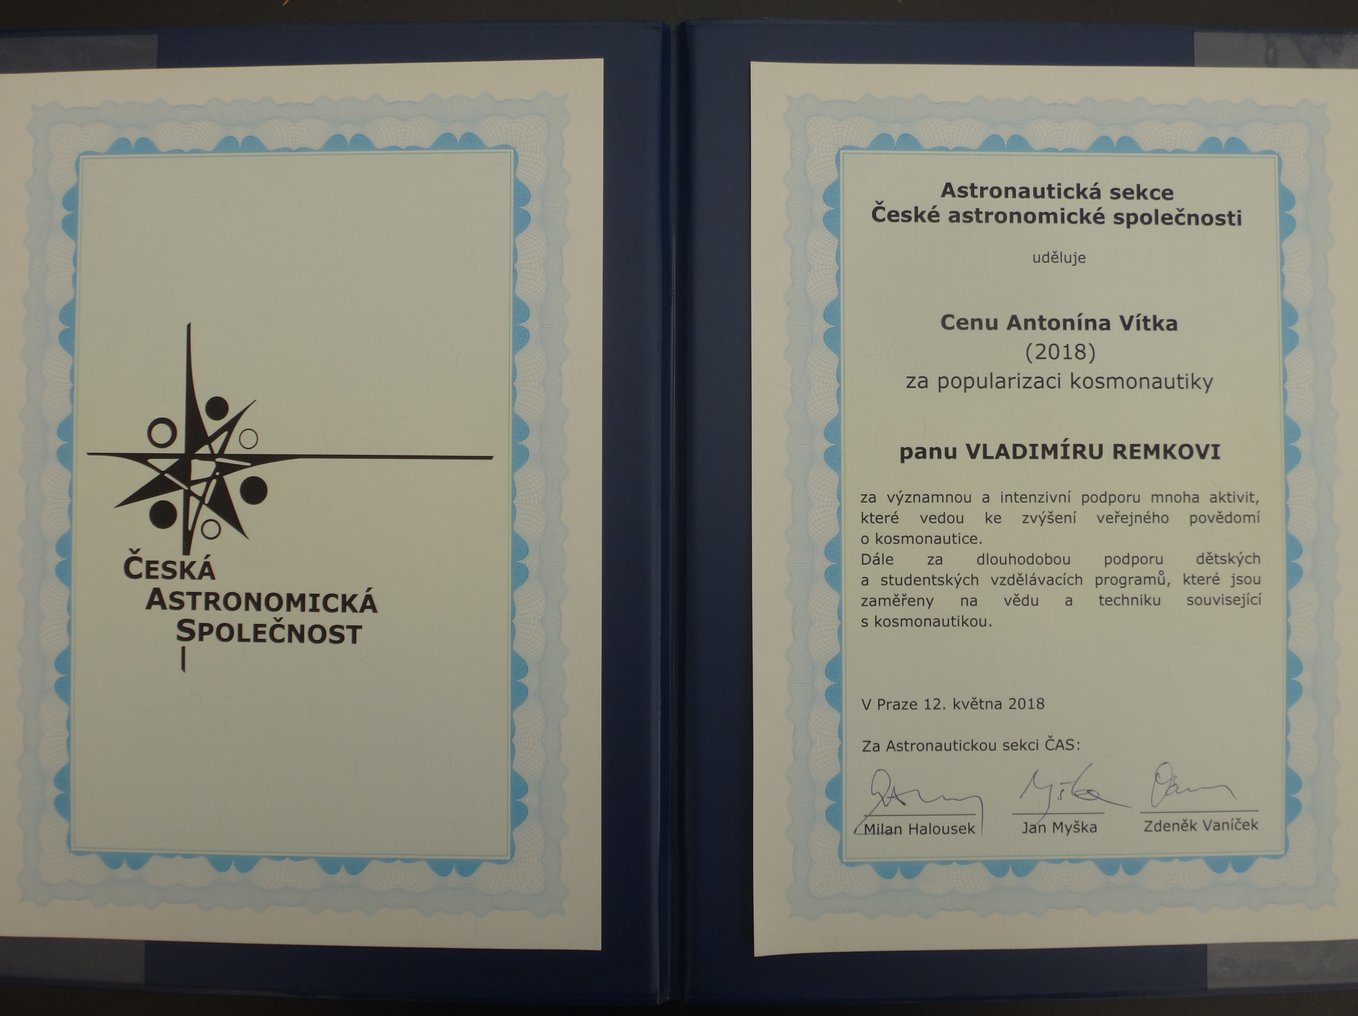 ČESKÁ
ASTRONOMICKÁ
SPOLEČNOST
Astronautická sekce
České astronomické společnosti
uděluje
Cenu Antonína Vítka
(2018)
za popularizaci kosmonautiky
panu VLADIMÍRU REMKOVI
za významnou a intenzivní podporu mnoha aktivit,
které vedou ke zvýšení veřejného povědomí
o kosmonautice.
Dále za dlouhodobou podporu dětských
a studentských vzdělávacích programů, které jsou
zaměřeny na vědu a techniku související
s kosmonautikou.
V Praze 12. května 2018
Za Astronautickou sekci ČAS:
Milan Halousek Jan Myška Zdeněk Vaníček